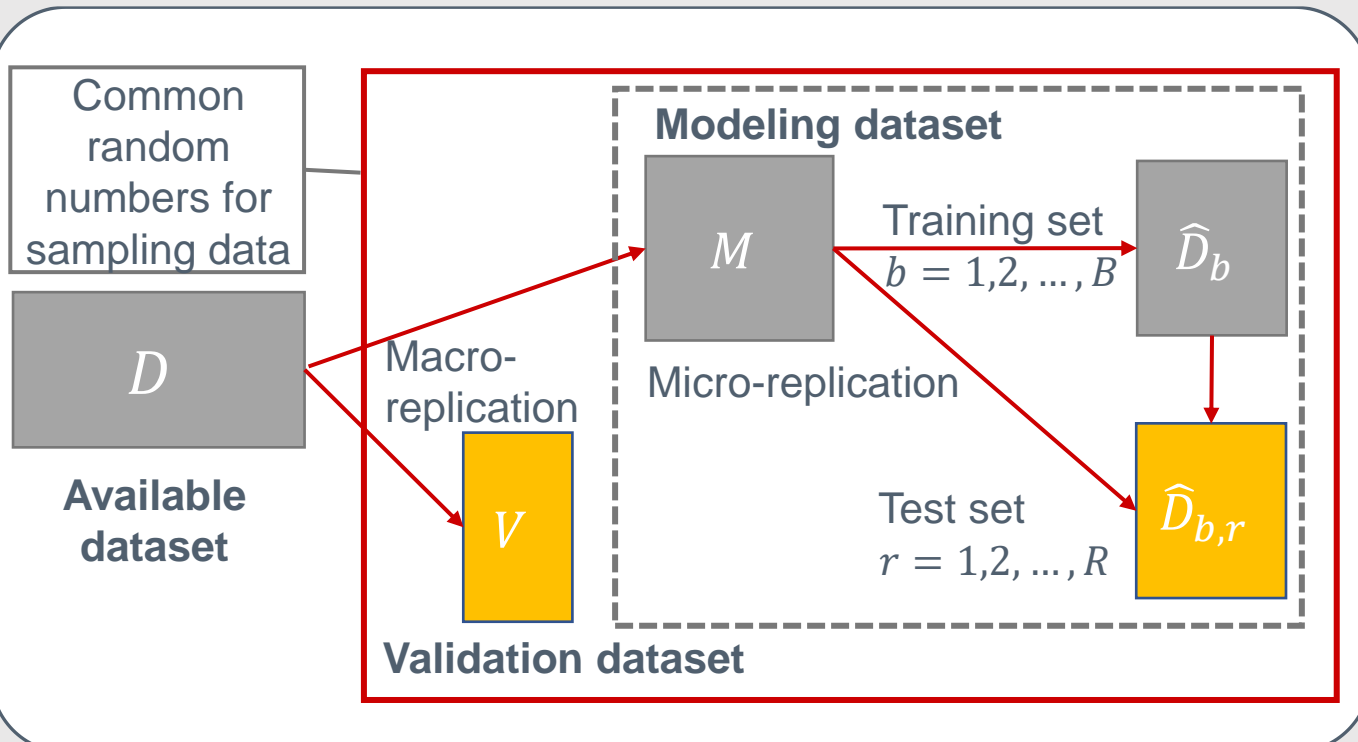 Common
random
numbers for
sampling data
D
Available
dataset
Macro-
replication
V
Validation dataset
Modeling dataset
M
Micro-replication
Training set
b = 1,2, … , B
D̂_b
Test set
r = 1,2, … , R
D̂_{b,r}